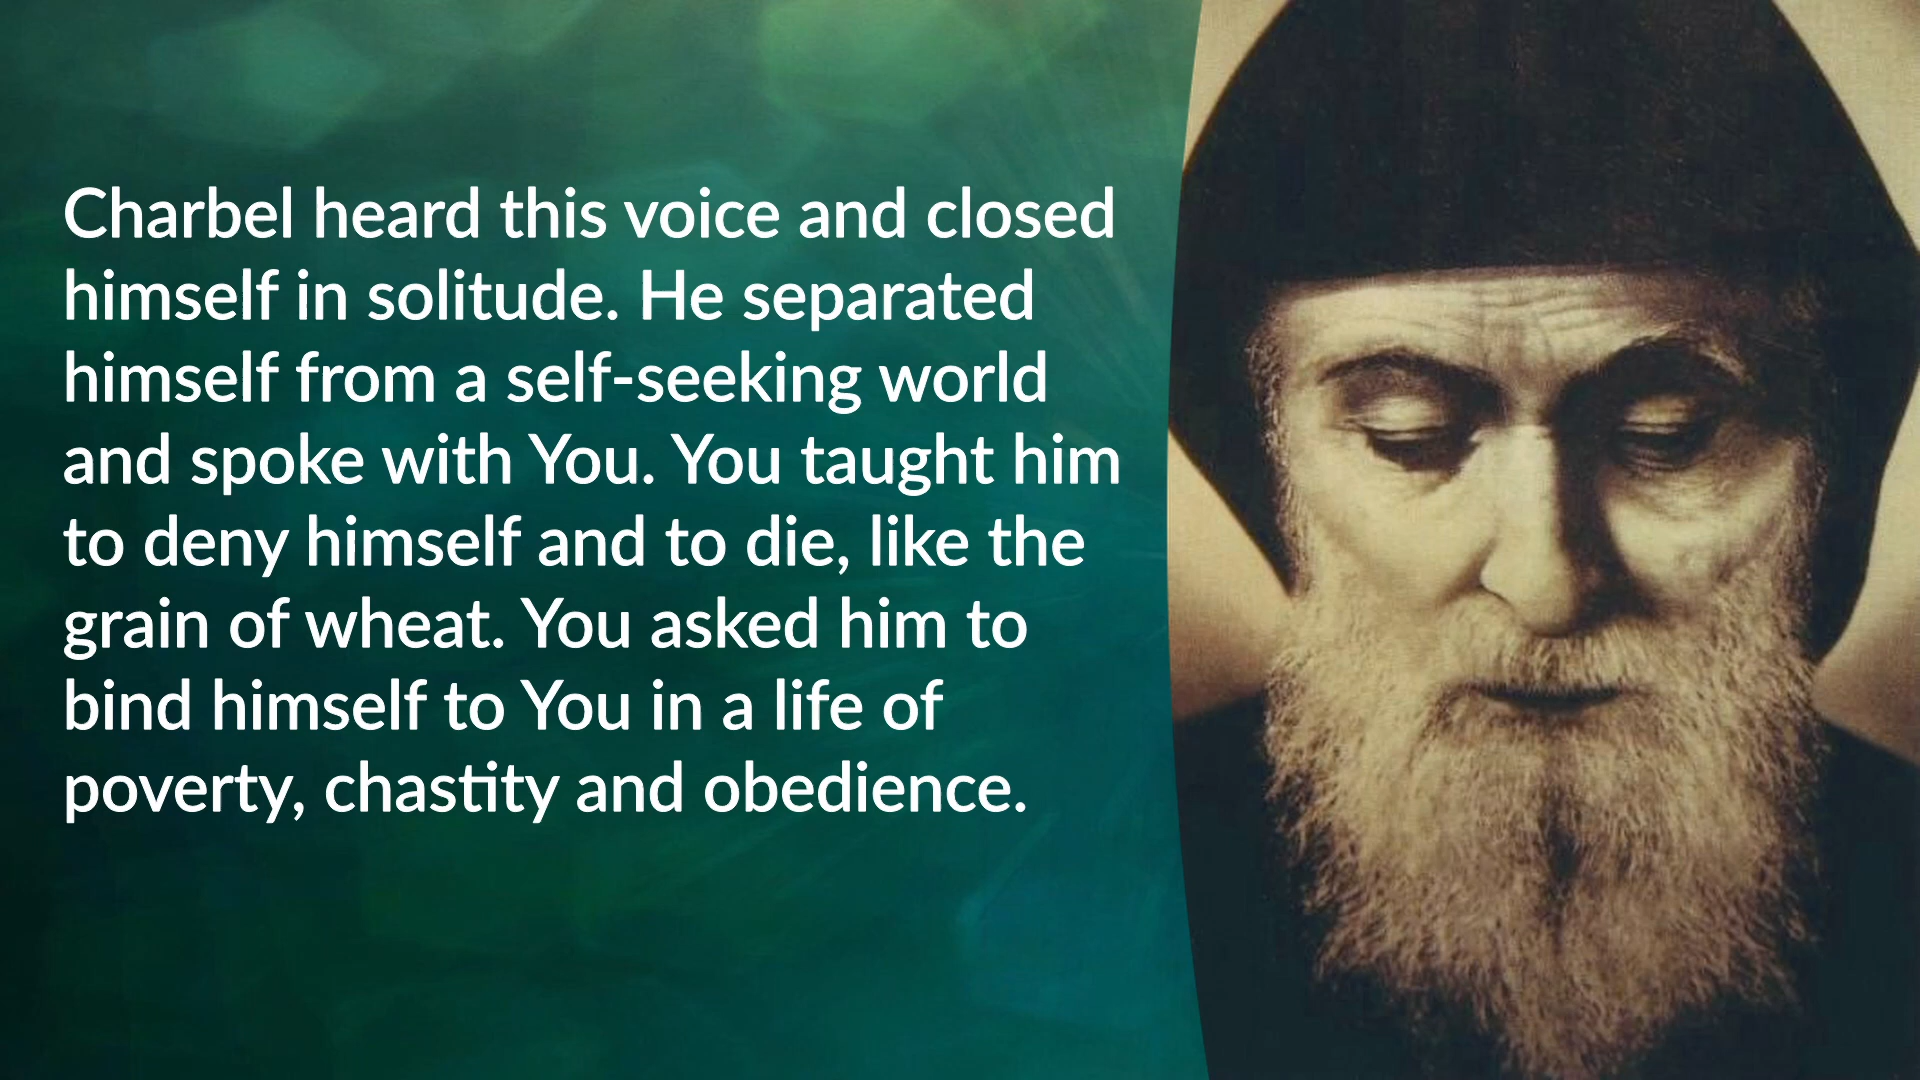 Charbel heard this voice and closed
himself in solitude. He separated
himself from a self-seeking world
and spoke with You. You taught him
to deny himself and to die, like the
grain of wheat. You asked him to
bind himself to You in a life of
poverty, chastity and obedience.